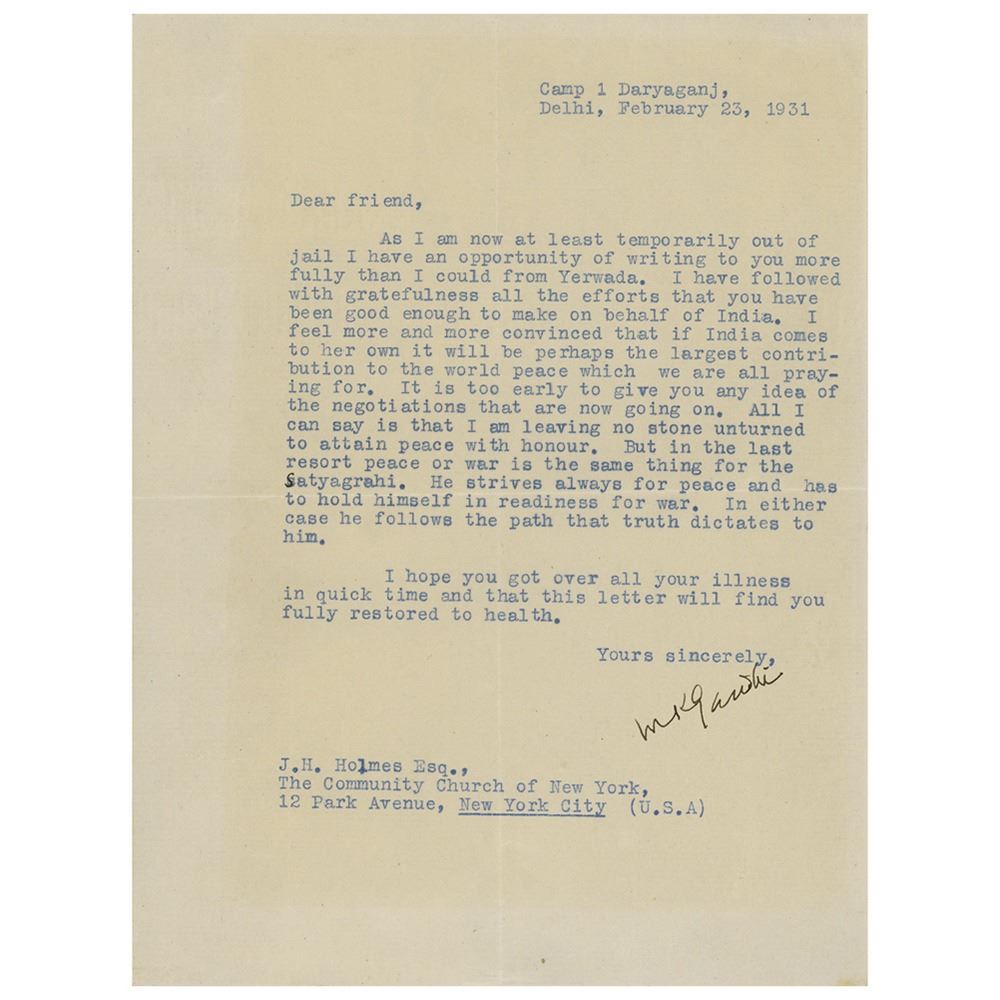 Camp 1 Daryaganj,
Delhi, February 23, 1931
Dear friend,
As I am now at least temporarily out of
jail I have an opportunity of writing to you more
fully than I could from Yerwada. I have followed
with gratefulness all the efforts that you have
been good enough to make on behalf of India. I
feel more and more convinced that if India comes
to her own it will be perhaps the largest contri-
bution to the world peace which we are all pray-
ing for. It is too early to give you any idea of
the negotiations that are now going on. All I
can say is that I am leaving no stone unturned
to attain peace with honour. But in the last
resort peace or war is the same thing for the
Satyagrahi. He strives always for peace and has
to hold himself in readiness for war. In either
case he follows the path that truth dictates to
him.
I hope you got over all your illness
in quick time and that this letter will find you
fully restored to health.
Yours sincerely,
MKGandhi
J.H. Holmes Esq.,
The Community Church of New York,
12 Park Avenue, New York City (U.S.A)